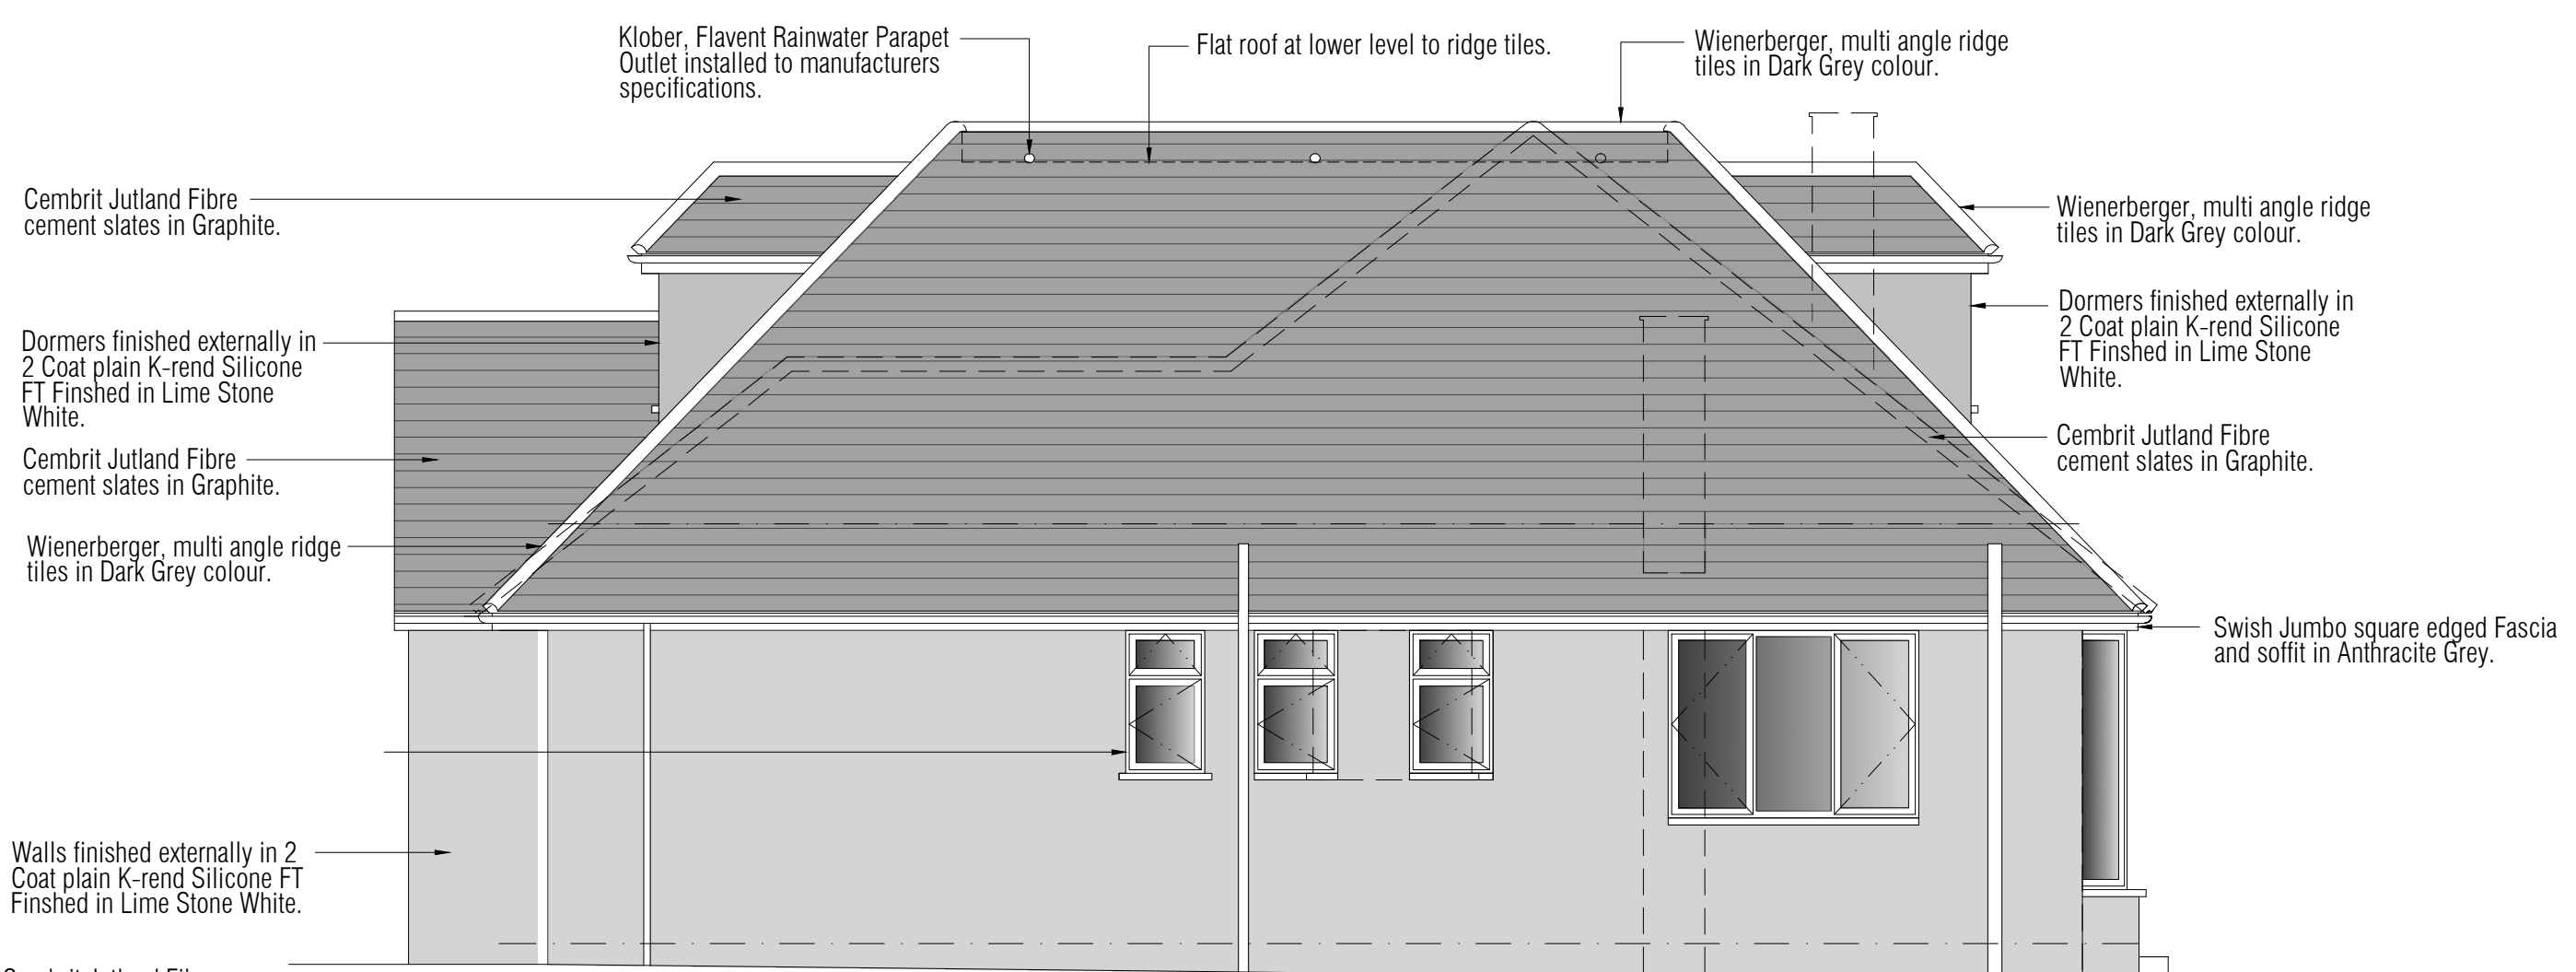 Klober, Flavent Rainwater Parapet
Outlet installed to manufacturers
specifications.
Flat roof at lower level to ridge tiles.
Wienerberger, multi angle ridge
tiles in Dark Grey colour.
Cembrit Jutland Fibre
cement slates in Graphite.
Wienerberger, multi angle ridge
tiles in Dark Grey colour.
Dormers finished externally in
2 Coat plain K-rend Silicone
FT Finshed in Lime Stone
White.
Dormers finished externally in
2 Coat plain K-rend Silicone
FT Finshed in Lime Stone
White.
Cembrit Jutland Fibre
cement slates in Graphite.
Cembrit Jutland Fibre
cement slates in Graphite.
Wienerberger, multi angle ridge
tiles in Dark Grey colour.
Swish Jumbo square edged Fascia
and soffit in Anthracite Grey.
Walls finished externally in 2
Coat plain K-rend Silicone FT
Finshed in Lime Stone White.